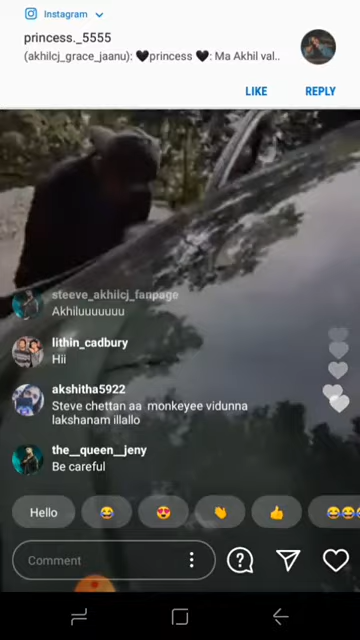 Instagram
princess._5555
(akhilcj_grace_jaanu): 🖤princess 🖤: Ma Akhil val..
LIKE REPLY
steeve_akhilcj_fanpage
Akhiluuuuuuu
lithin_cadbury
Hii
akshitha5922
Steve chettan aa monkeyee vidunna
lakshanam illallo
the__queen__jeny
Be careful
Hello
Comment